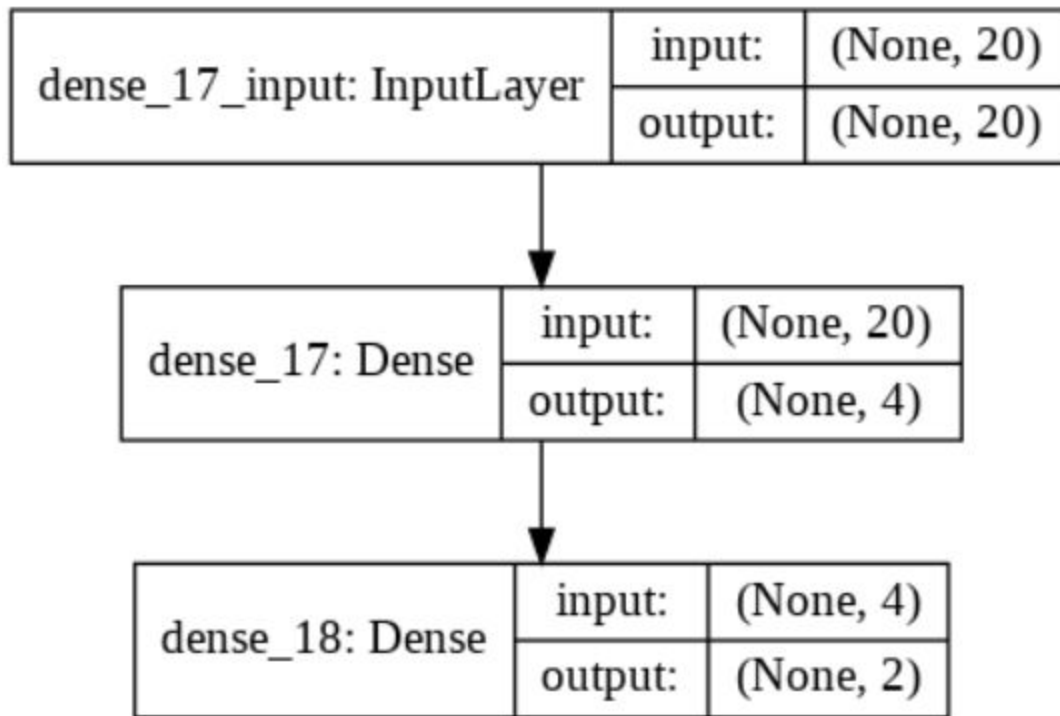 dense_17_input: InputLayer
input: (None, 20)
output: (None, 20)
dense_17: Dense
input: (None, 20)
output: (None, 4)
dense_18: Dense
input: (None, 4)
output: (None, 2)